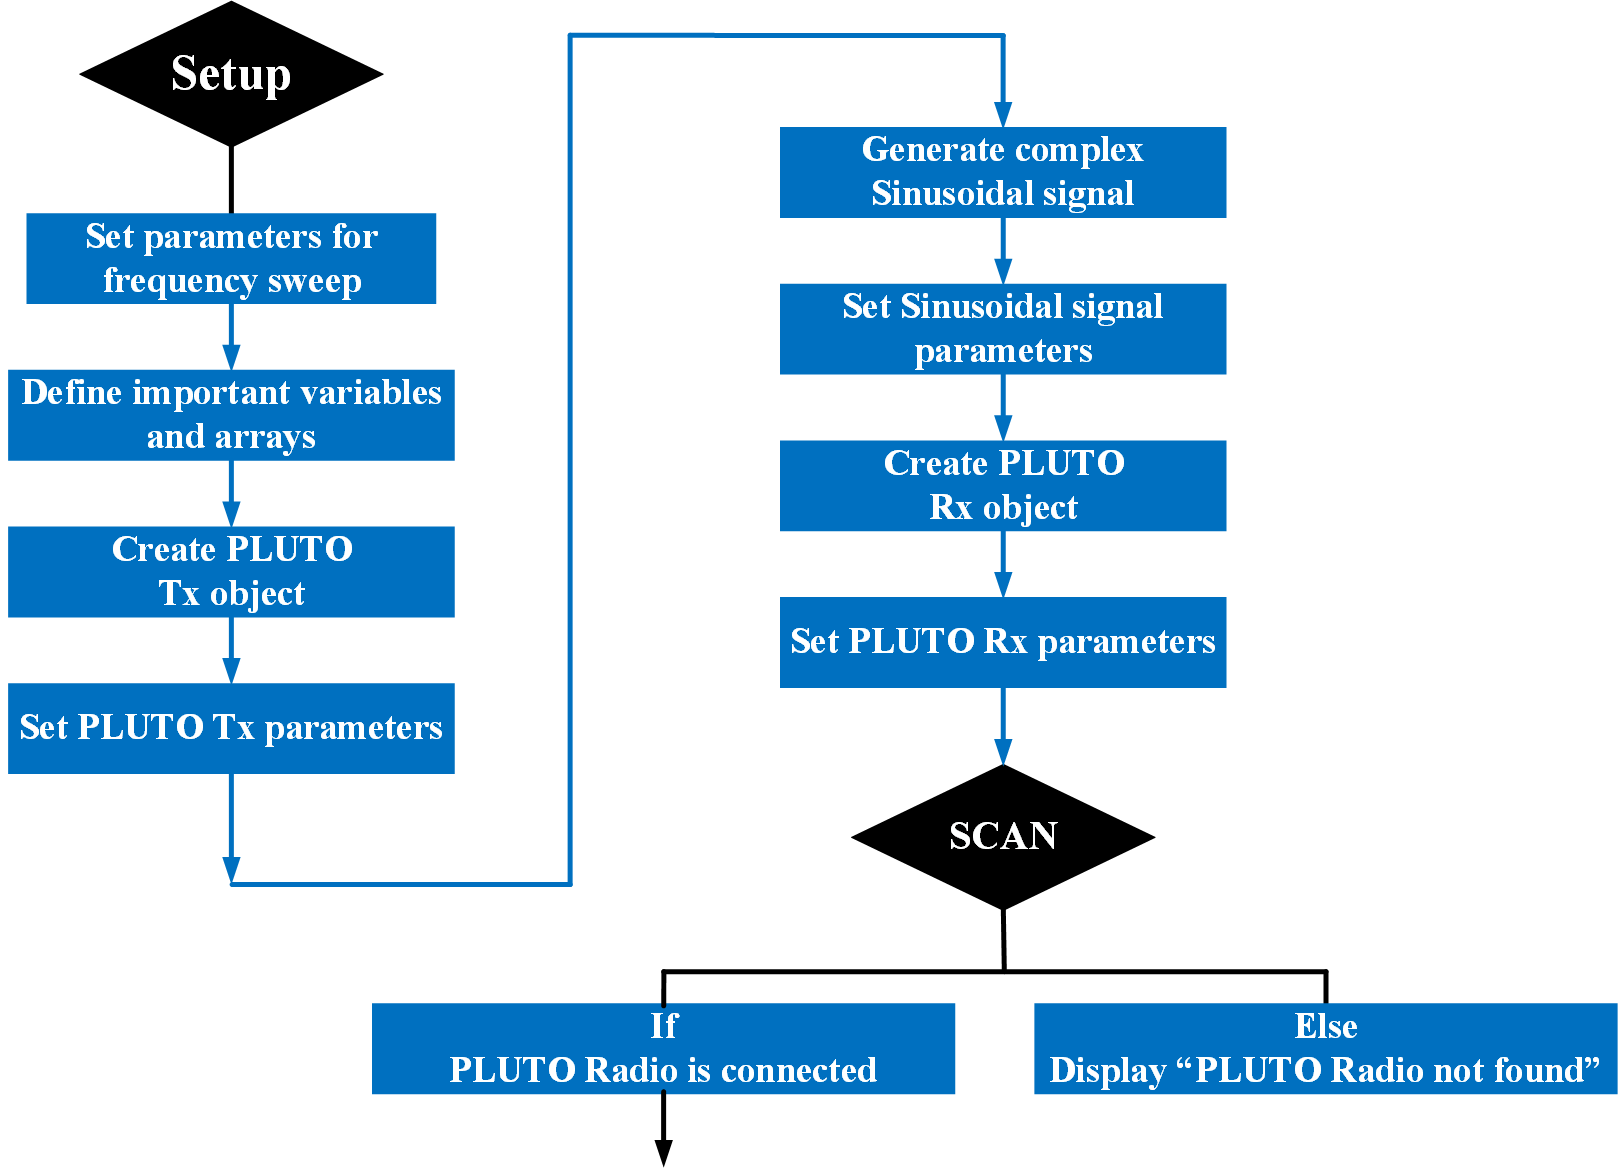 Setup
Set parameters for
frequency sweep
Define important variables
and arrays
Create PLUTO
Tx object
Set PLUTO Tx parameters
Generate complex
Sinusoidal signal
Set Sinusoidal signal
parameters
Create PLUTO
Rx object
Set PLUTO Rx parameters
SCAN
If
PLUTO Radio is connected
Else
Display “PLUTO Radio not found”